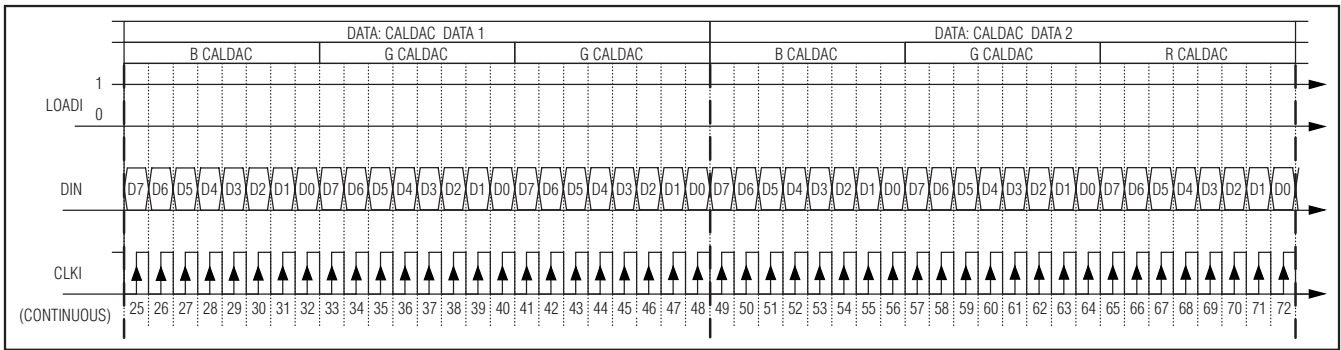 DATA: CALDAC DATA 1 DATA: CALDAC DATA 2
B CALDAC G CALDAC G CALDAC B CALDAC G CALDAC R CALDAC
1
LOADI
0
DIN D7 D6 D5 D4 D3 D2 D1 D0 D7 D6 D5 D4 D3 D2 D1 D0 D7 D6 D5 D4 D3 D2 D1 D0 D7 D6 D5 D4 D3 D2 D1 D0 D7 D6 D5 D4 D3 D2 D1 D0 D7 D6 D5 D4 D3 D2 D1 D0
CLKI
(CONTINUOUS) 25 26 27 28 29 30 31 32 33 34 35 36 37 38 39 40 41 42 43 44 45 46 47 48 49 50 51 52 53 54 55 56 57 58 59 60 61 62 63 64 65 66 67 68 69 70 71 72